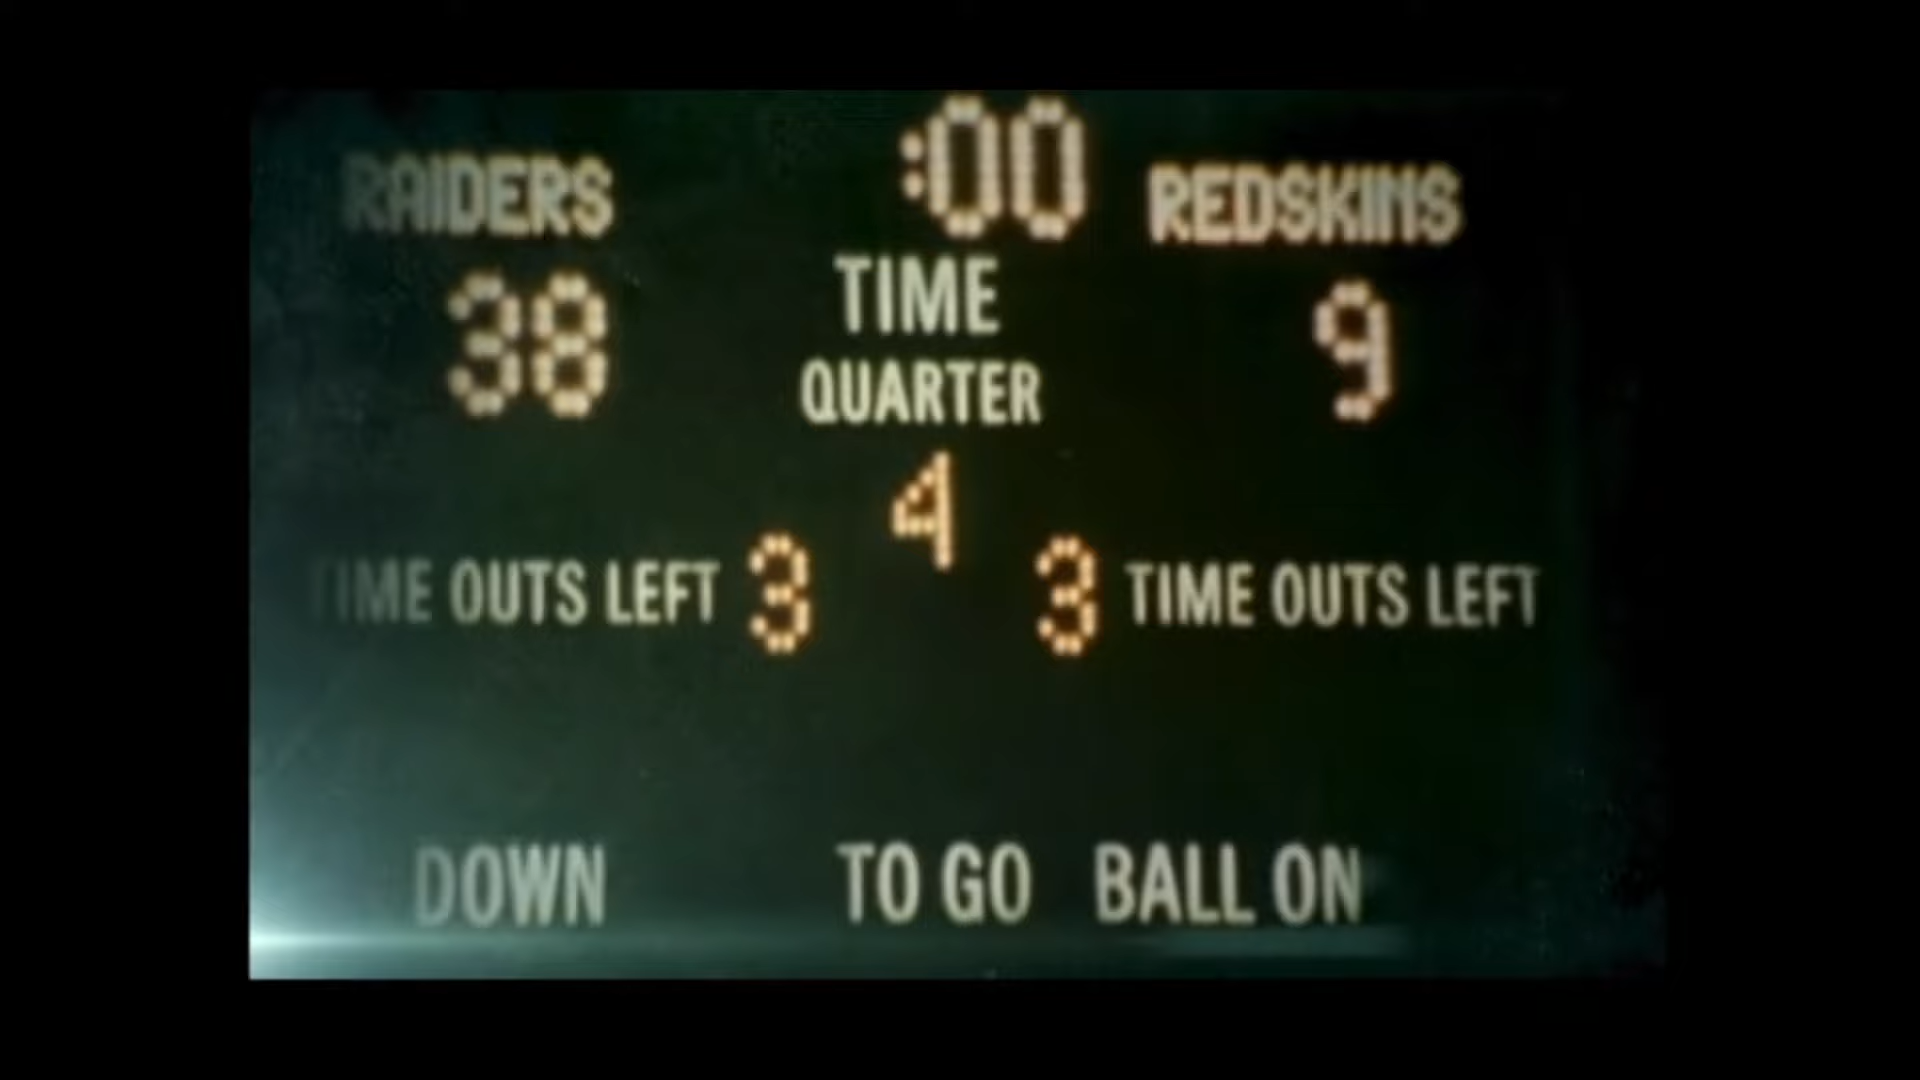 :00
RAIDERS
REDSKINS
38
TIME
9
QUARTER
4
TIME OUTS LEFT 3
3 TIME OUTS LEFT
DOWN
TO GO
BALL ON